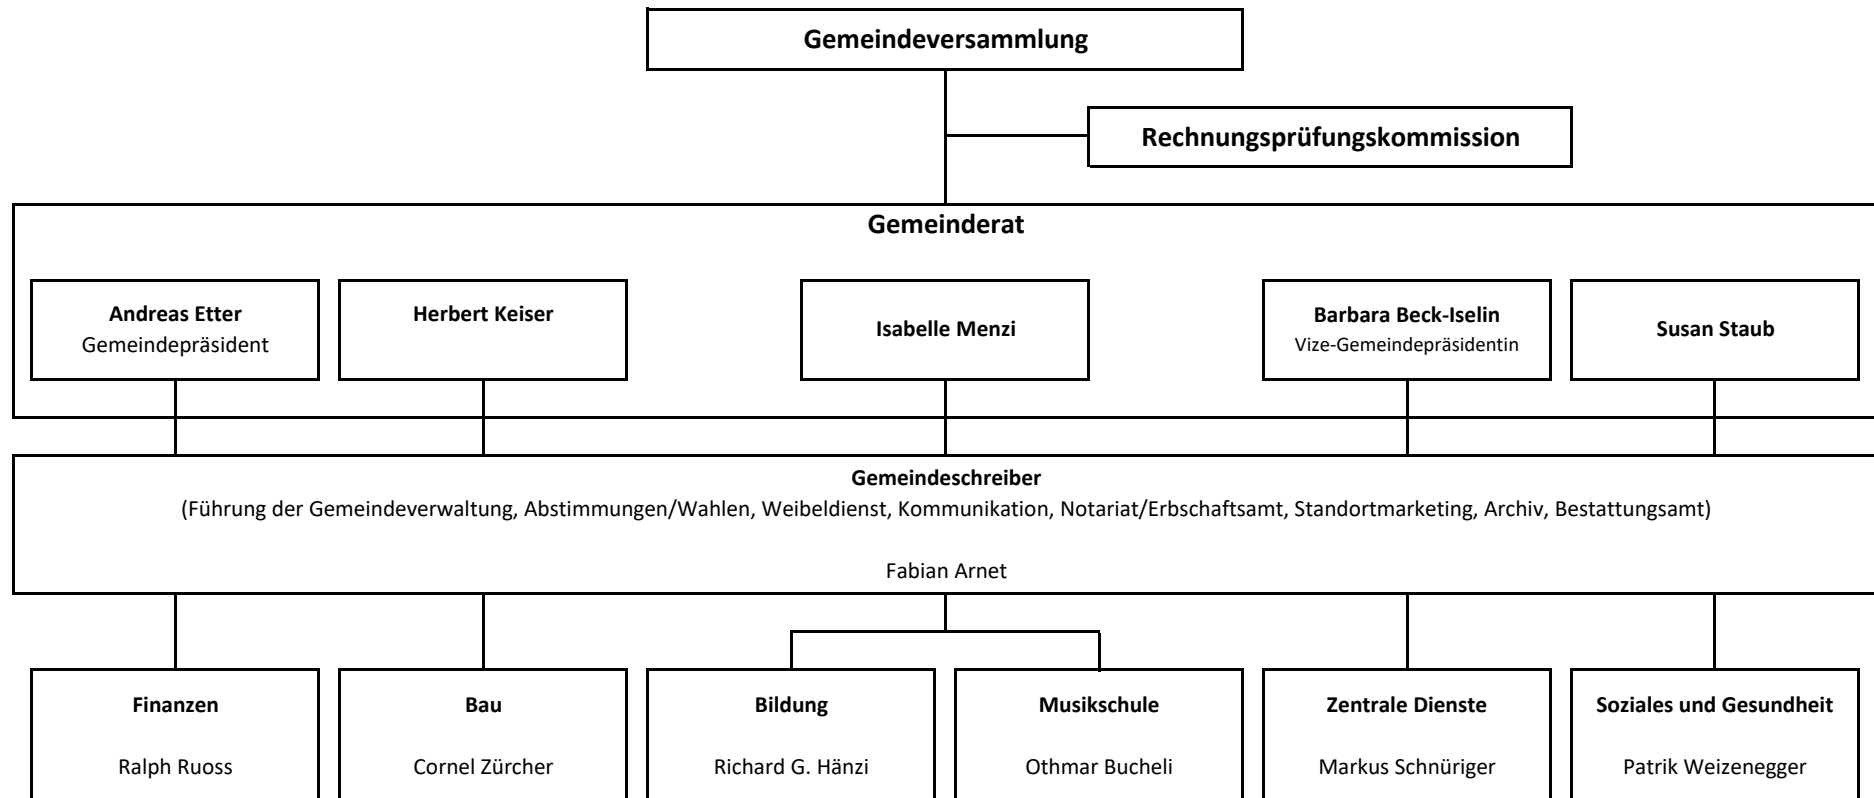 Gemeindeversammlung
Rechnungsprüfungskommission
Gemeinderat
Andreas Etter
Gemeindepräsident
Herbert Keiser
Isabelle Menzi
Barbara Beck-Iselin
Vize-Gemeindepräsidentin
Susan Staub
Gemeindeschreiber
(Führung der Gemeindeverwaltung, Abstimmungen/Wahlen, Weibeldienst, Kommunikation, Notariat/Erbschaftsamt, Standortmarketing, Archiv, Bestattungsamt)
Fabian Arnet
Finanzen
Ralph Ruoss
Bau
Cornel Zürcher
Bildung
Richard G. Hänzi
Musikschule
Othmar Bucheli
Zentrale Dienste
Markus Schnüriger
Soziales und Gesundheit
Patrik Weizenegger